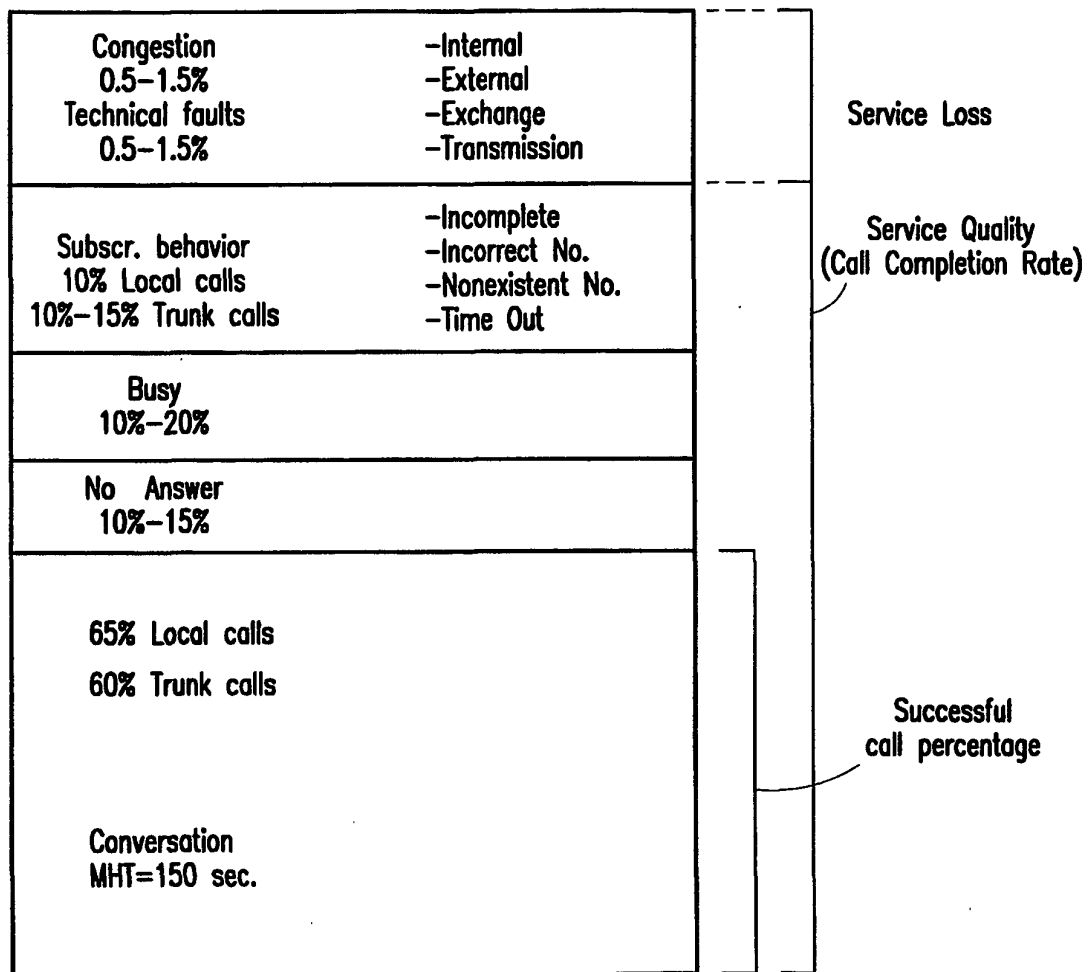 Congestion
0.5–1.5%
Technical faults
0.5–1.5%
–Internal
–External
–Exchange
–Transmission
Service Loss
Subscr. behavior
10% Local calls
10%–15% Trunk calls
–Incomplete
–Incorrect No.
–Nonexistent No.
–Time Out
Service Quality
(Call Completion Rate)
Busy
10%–20%
No Answer
10%–15%
65% Local calls
60% Trunk calls
Successful
call percentage
Conversation
MHT=150 sec.